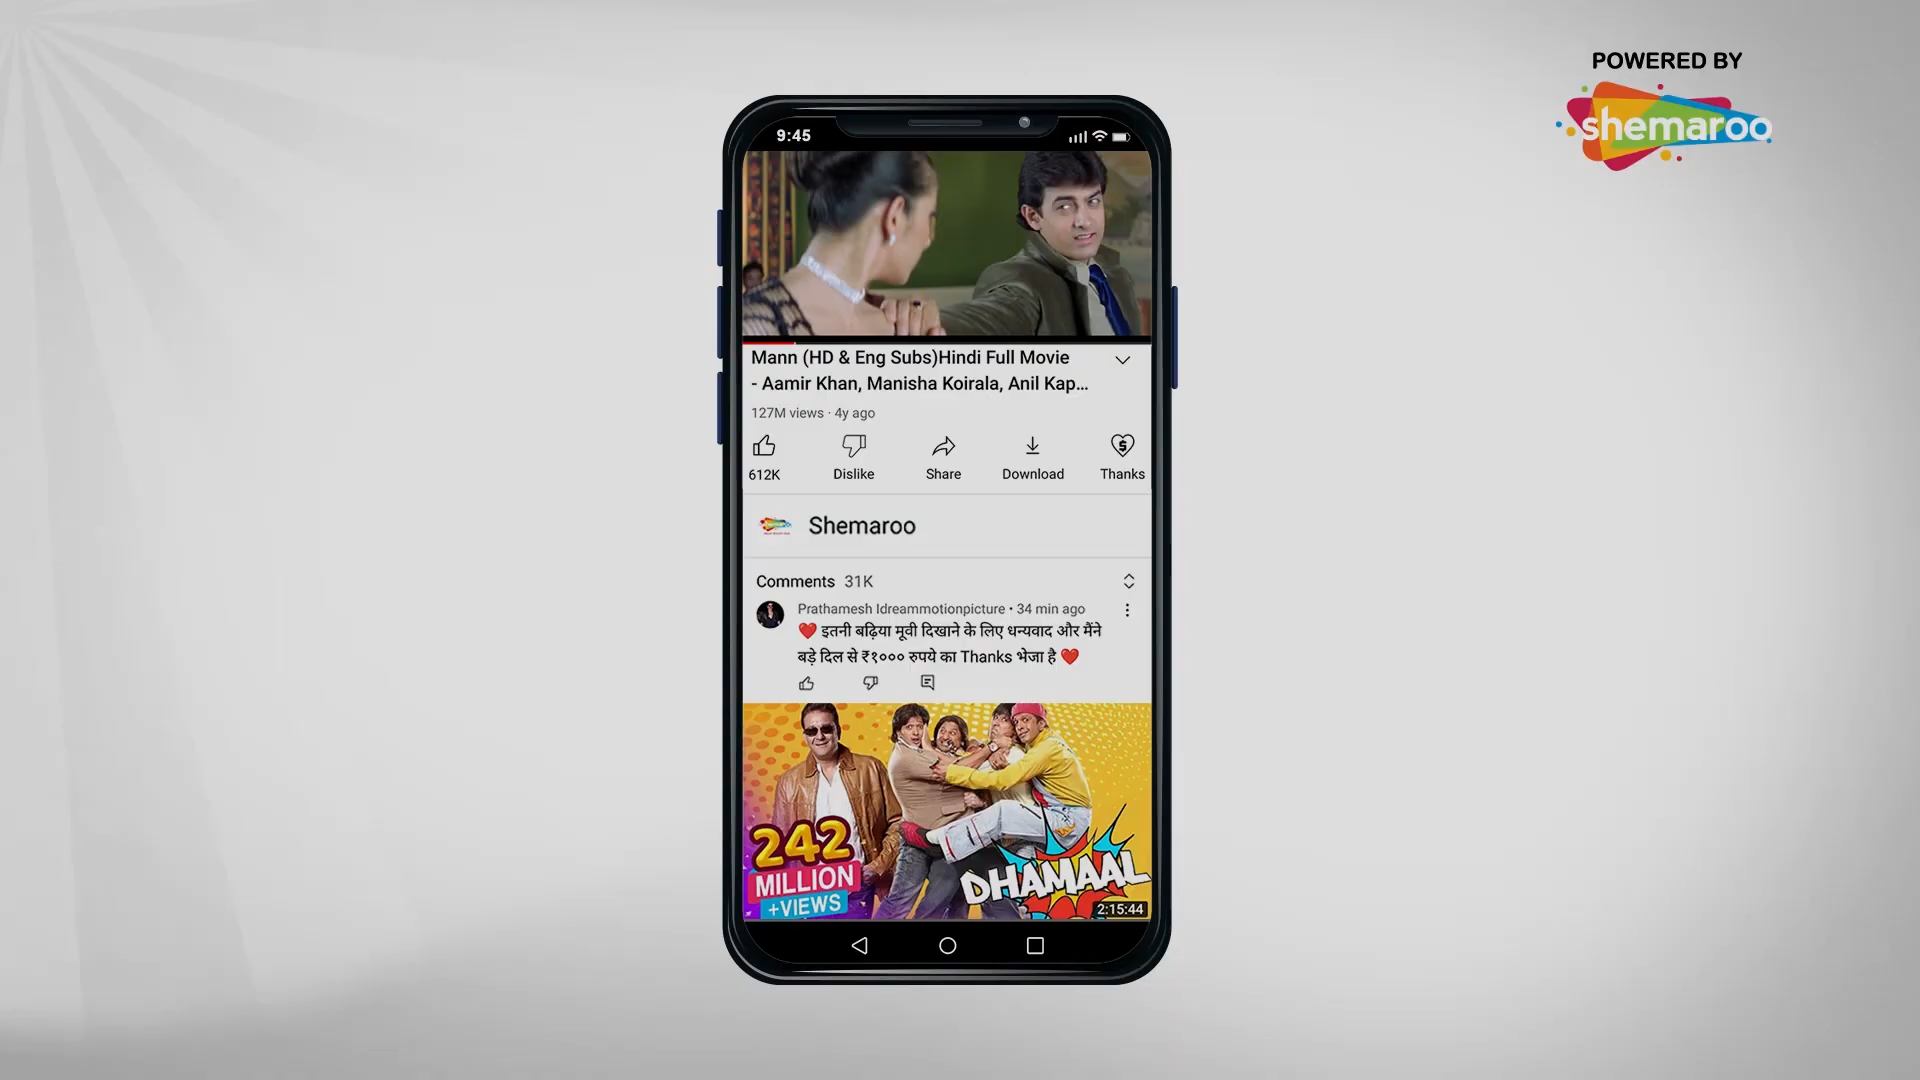 POWERED BY
shemaroo
9:45
Mann (HD & Eng Subs)Hindi Full Movie
- Aamir Khan, Manisha Koirala, Anil Kap...
127M views · 4y ago
612K
Dislike
Share
Download
Thanks
Shemaroo
Comments 31K
Prathamesh Idreammotionpicture • 34 min ago
❤️ इतनी बढ़िया मूवी दिखाने के लिए धन्यवाद और मैंने
बड़े दिल से ₹१००० रुपये का Thanks भेजा है ❤️
242
MILLION
+VIEWS
DHAMAAL
2:15:44